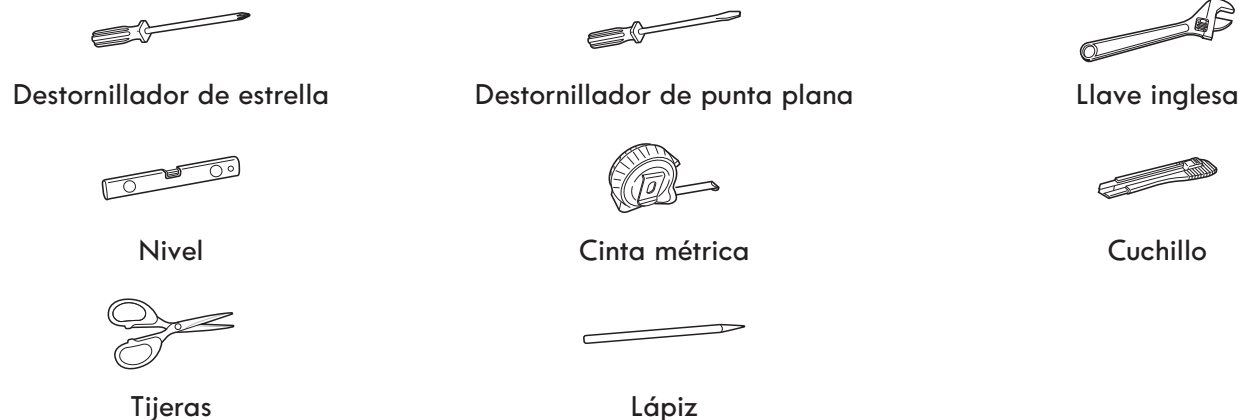 Destornillador de estrella
Destornillador de punta plana
Llave inglesa
Nivel
Cinta métrica
Cuchillo
Tijeras
Lápiz